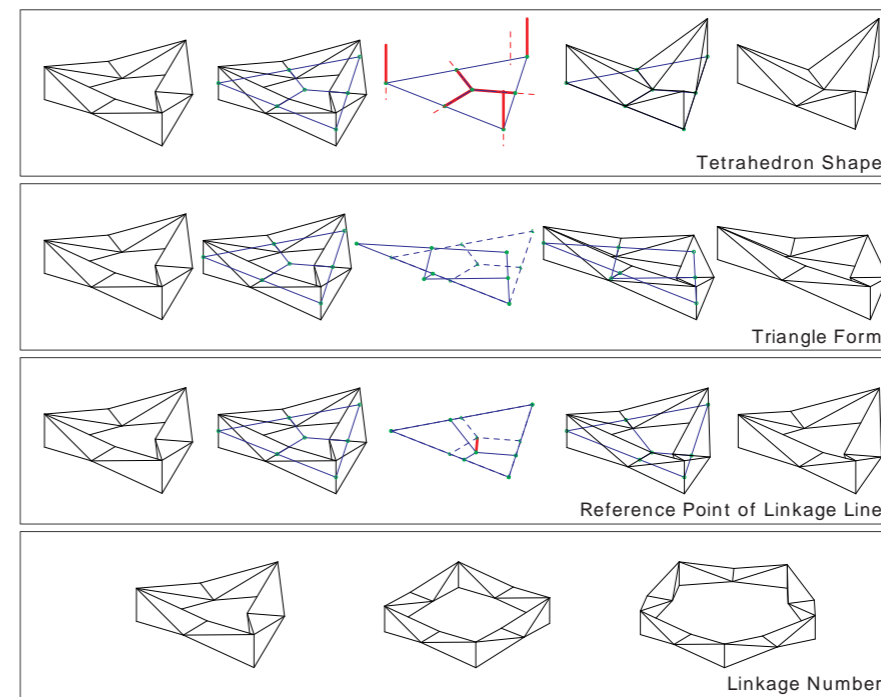 Tetrahedron Shape
Triangle Form
Reference Point of Linkage Line
Linkage Number